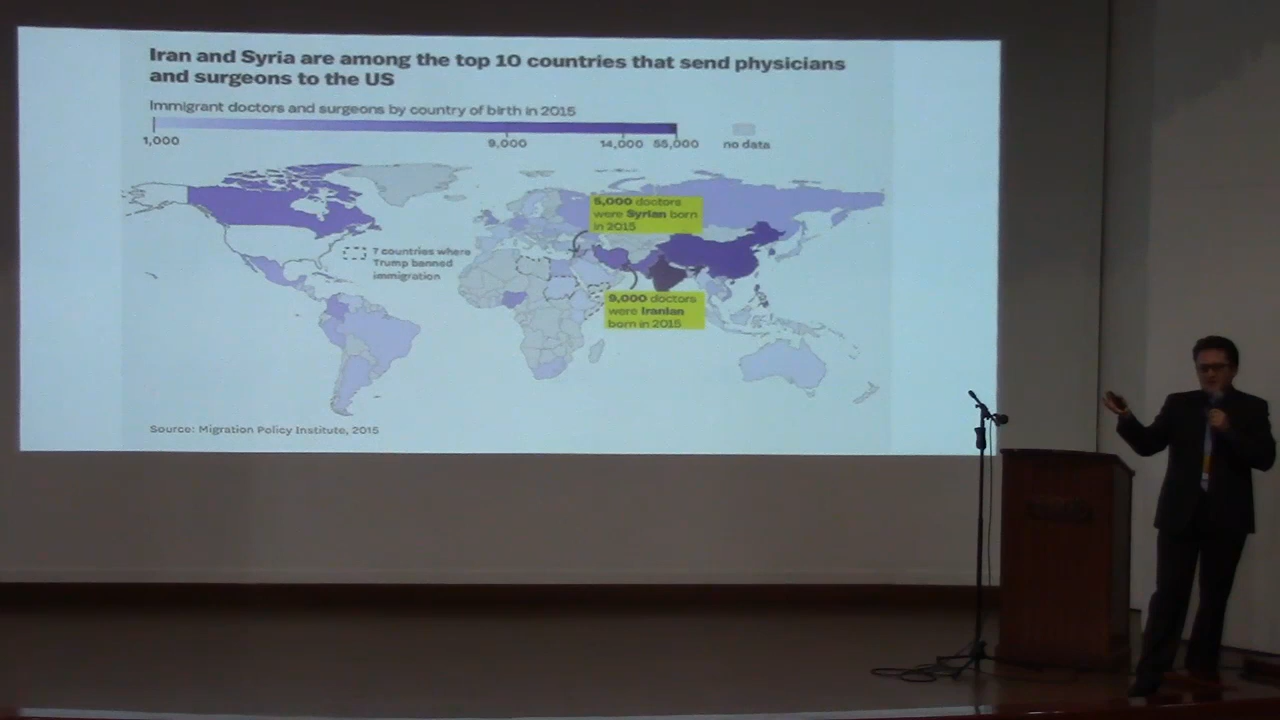 Iran and Syria are among the top 10 countries that send physicians
and surgeons to the US
Immigrant doctors and surgeons by country of birth in 2015
1,000
9,000
14,000
55,000
no data
5,000 doctors
were Syrian born
in 2015
7 countries where
Trump banned
immigration
9,000 doctors
were Iranian
born in 2015
Source: Migration Policy Institute, 2015